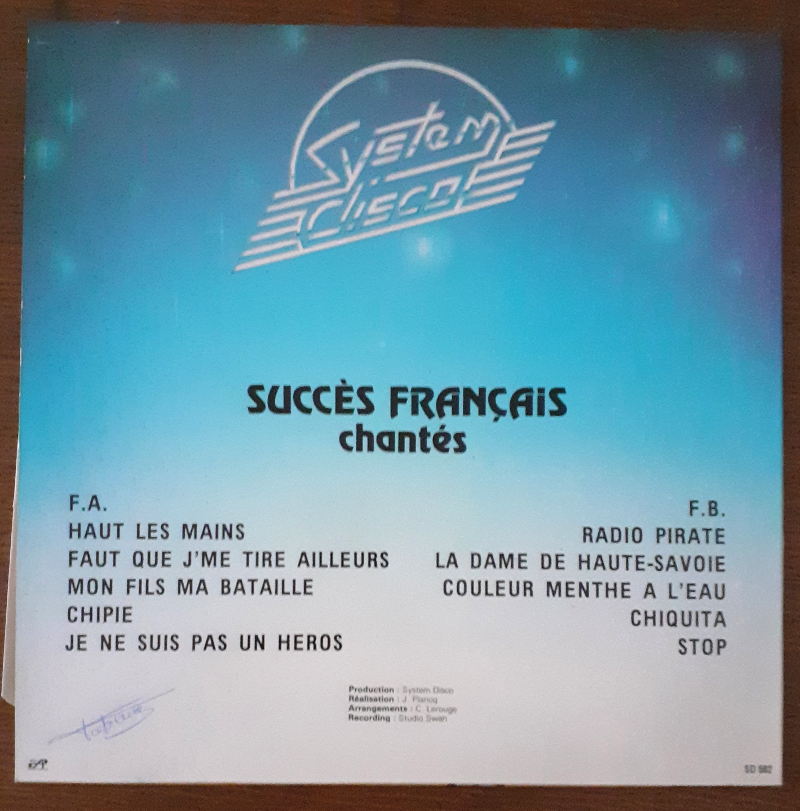 System
disco
SUCCÈS FRANÇAiS
chantés
F.A.
HAUT LES MAINS
FAUT QUE J'ME TIRE AILLEURS
MON FILS MA BATAILLE
CHIPIE
JE NE SUIS PAS UN HEROS
F.B.
RADIO PIRATE
LA DAME DE HAUTE-SAVOIE
COULEUR MENTHE A L'EAU
CHIQUITA
STOP
Production : System Disco
Réalisation : J. Planog
Arrangements : C. Lerouge
Recording : Studio Swan
SD 982